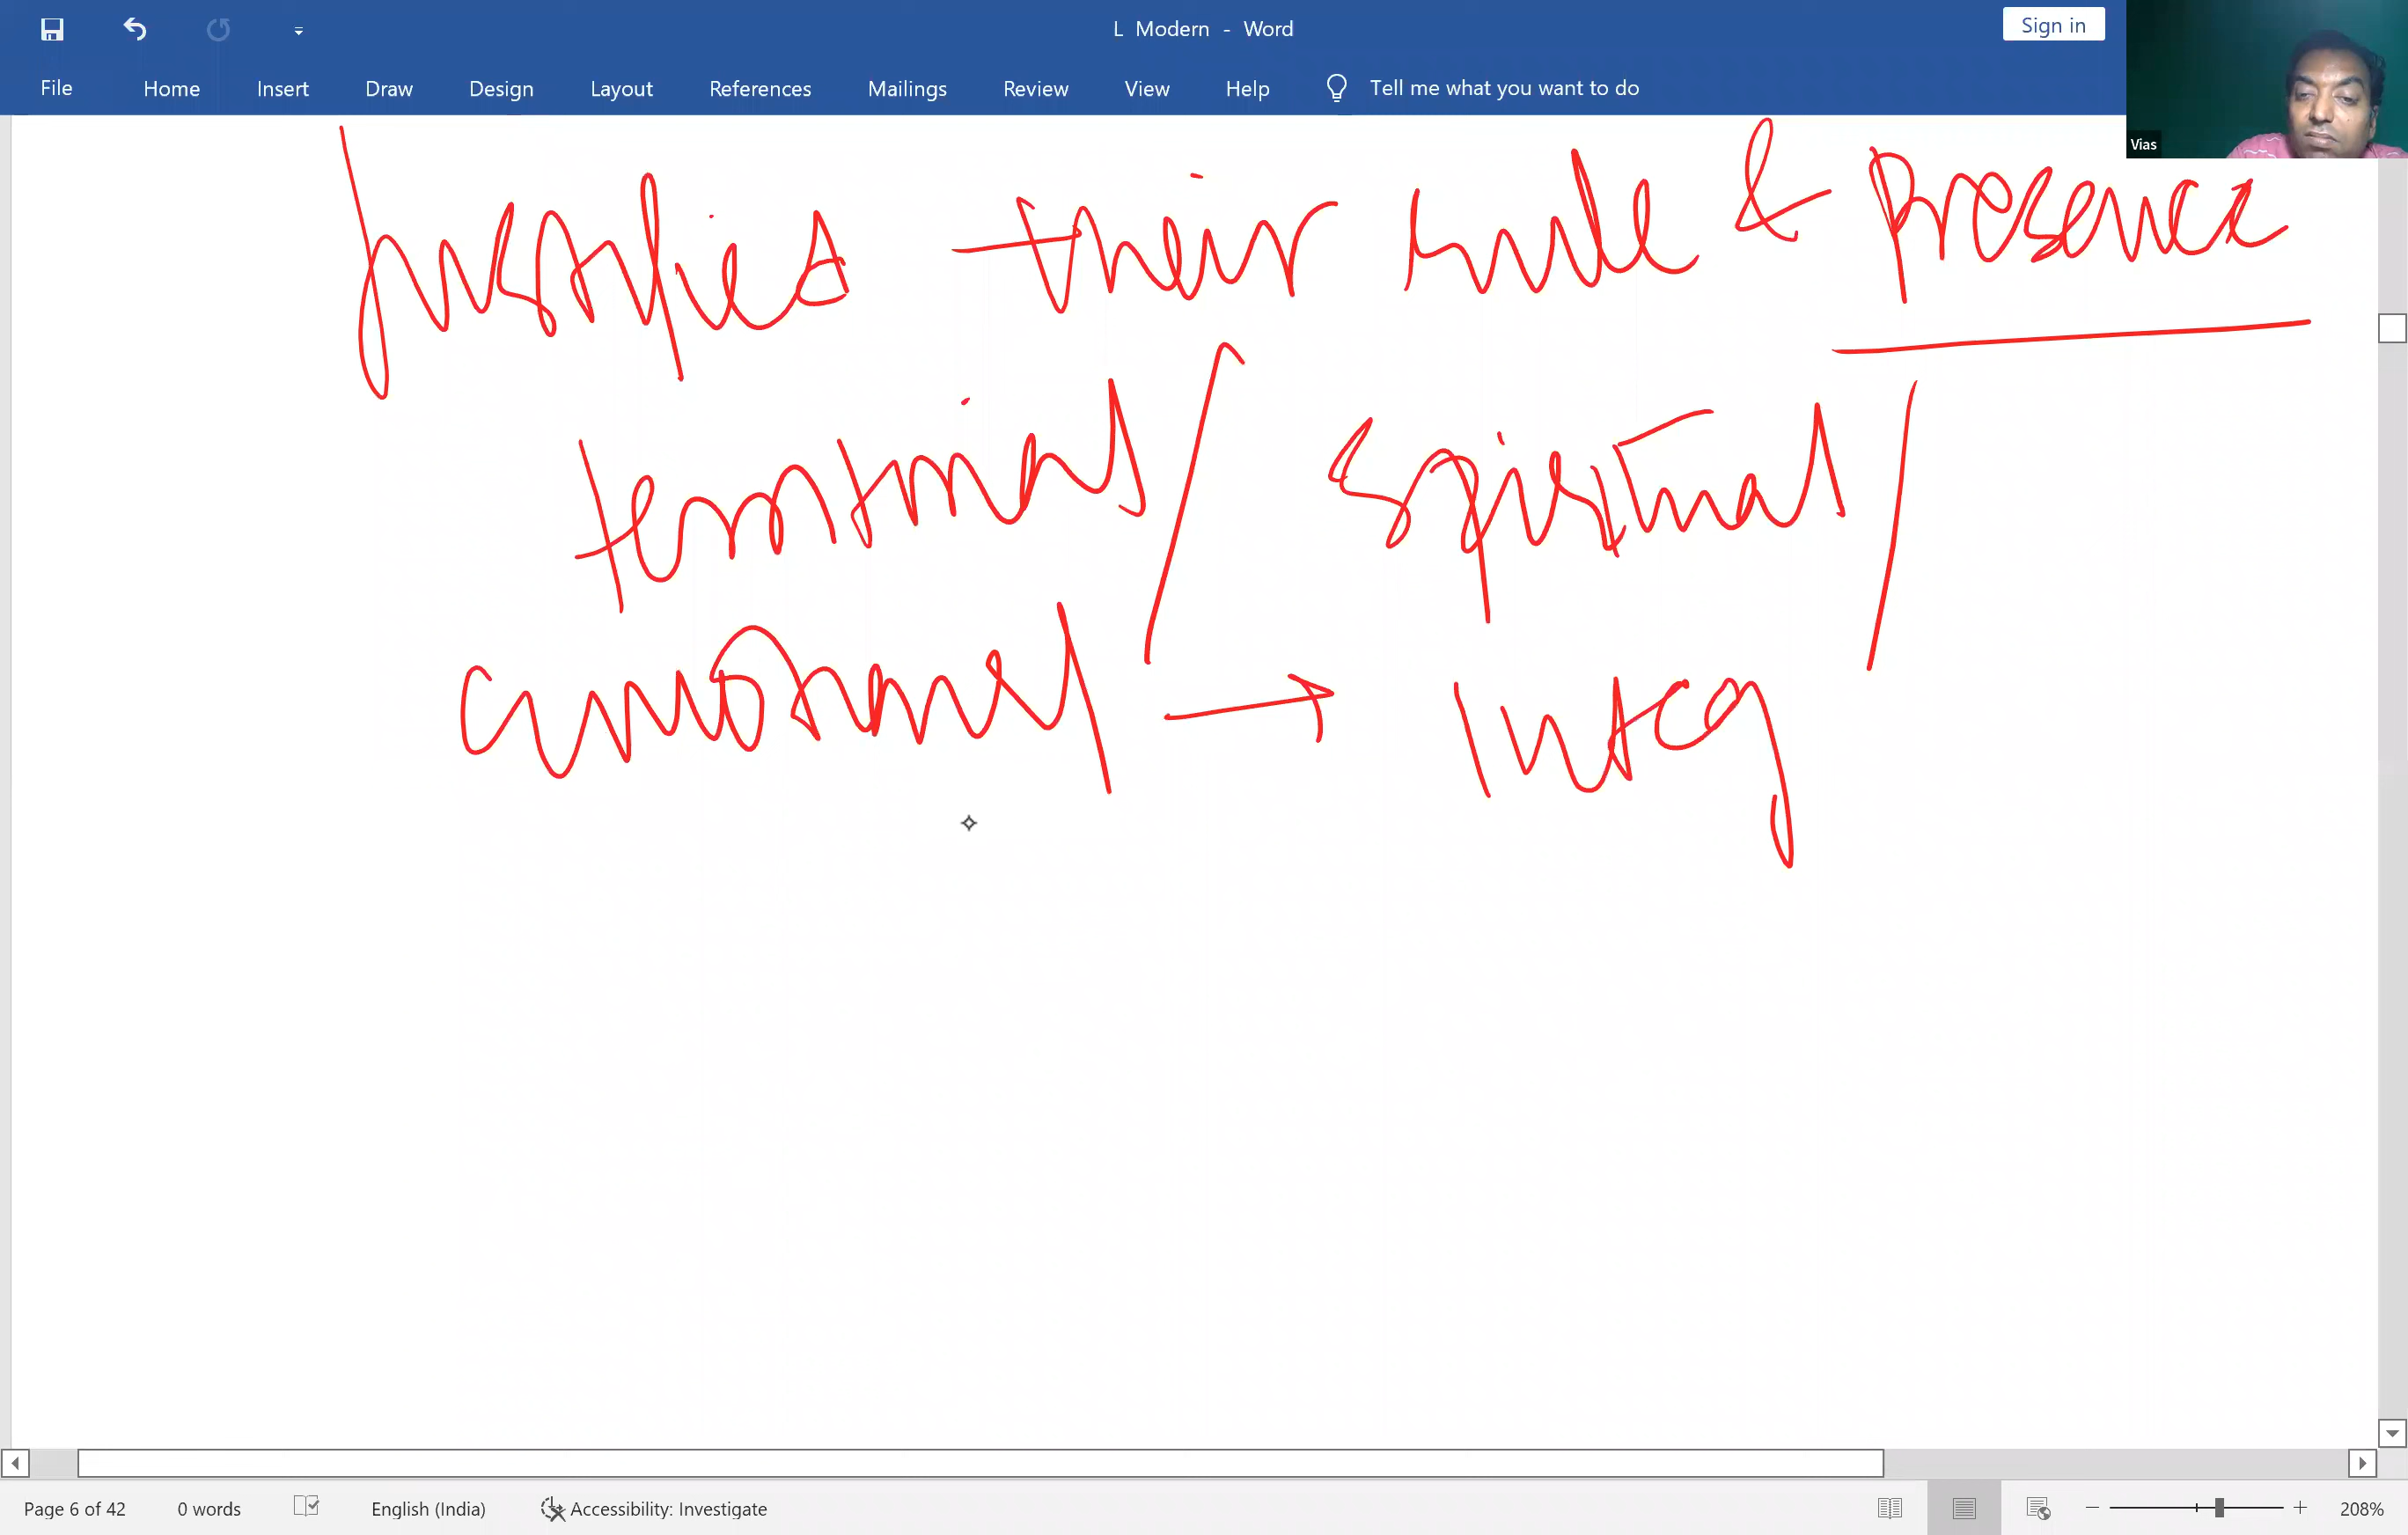 L Modern - Word
Sign in
File Home Insert Draw Design Layout References Mailings Review View Help Tell me what you want to do
Vias
Justifies their rule & presence
territorial / spiritual /
emotional → integ
Page 6 of 42 0 words English (India) Accessibility: Investigate 208%